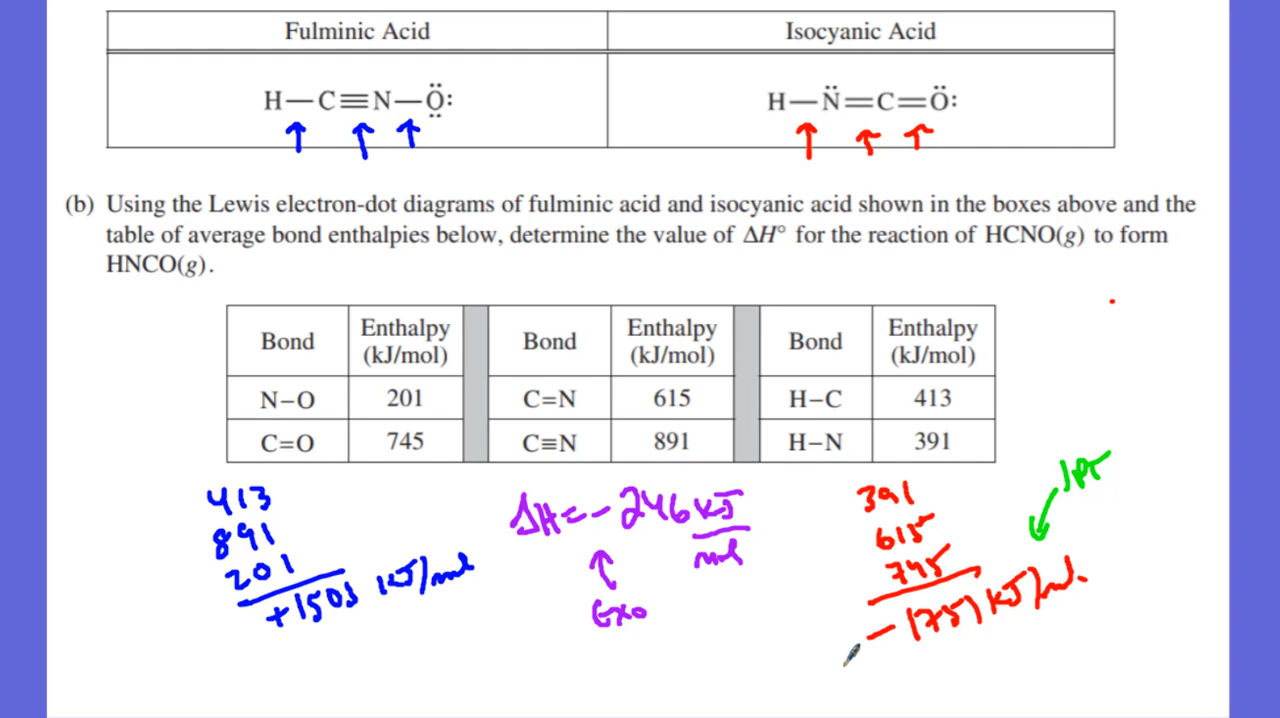 Fulminic Acid Isocyanic Acid
H—C≡N—Ö: H—N̈=C=Ö:
(b) Using the Lewis electron-dot diagrams of fulminic acid and isocyanic acid shown in the boxes above and the
table of average bond enthalpies below, determine the value of ΔH° for the reaction of HCNO(g) to form
HNCO(g).
Bond Enthalpy (kJ/mol) Bond Enthalpy (kJ/mol) Bond Enthalpy (kJ/mol)
N–O 201 C=N 615 H–C 413
C=O 745 C≡N 891 H–N 391
413
891
201
+1505 kJ/mol
ΔH = -246 kJ/mol
Exo
391
615
745
-1751 kJ/mol
1pt